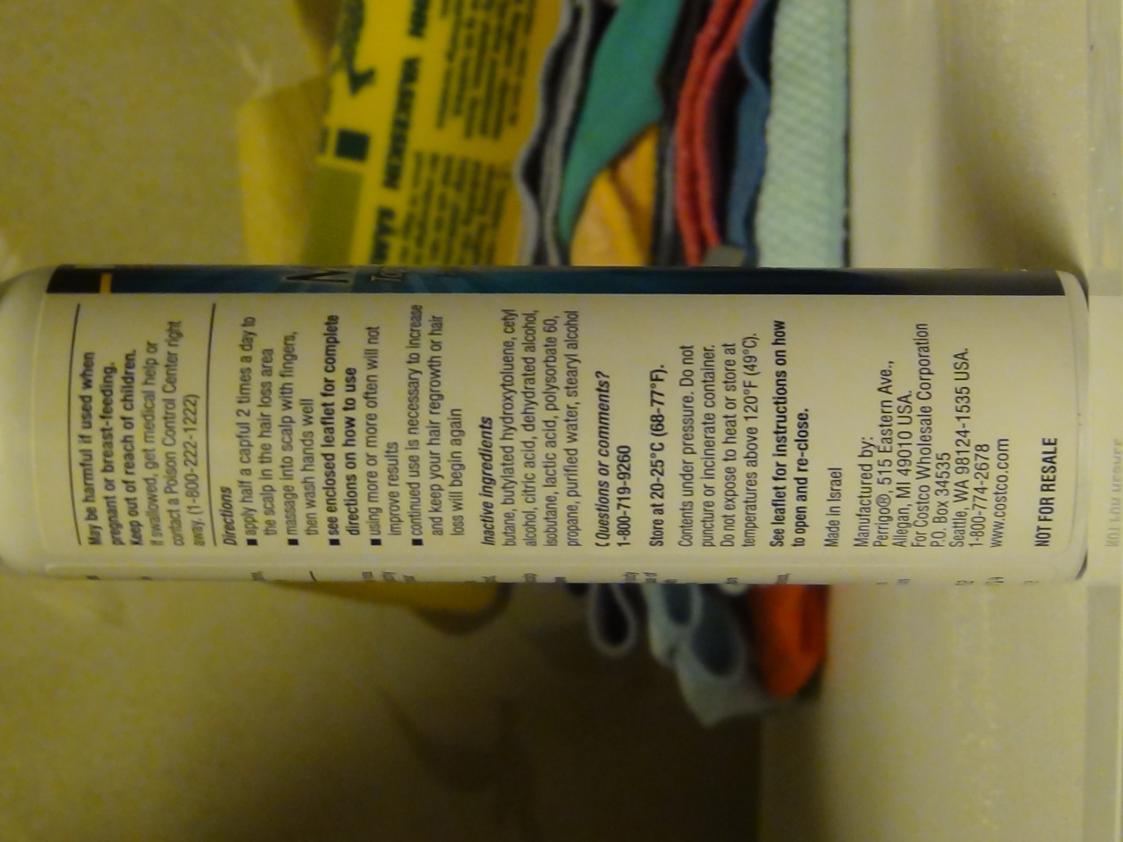 May be harmful if used when
pregnant or breast-feeding.
Keep out of reach of children.
If swallowed, get medical help or
contact a Poison Control Center right
away. (1-800-222-1222)
Directions
■ apply half a capful 2 times a day to
the scalp in the hair loss area
■ massage into scalp with fingers,
then wash hands well
■ see enclosed leaflet for complete
directions on how to use
■ using more or more often will not
improve results
■ continued use is necessary to increase
and keep your hair regrowth or hair
loss will begin again
Inactive ingredients
butane, butylated hydroxytoluene, cetyl
alcohol, citric acid, dehydrated alcohol,
isobutane, lactic acid, polysorbate 60,
propane, purified water, stearyl alcohol
Questions or comments?
1-800-719-9260
Store at 20-25°C (68-77°F).
Contents under pressure. Do not
puncture or incinerate container.
Do not expose to heat or store at
temperatures above 120°F (49°C).
See leaflet for instructions on how
to open and re-close.
Made in Israel
Manufactured by:
Perrigo®, 515 Eastern Ave.,
Allegan, MI 49010 USA.
For Costco Wholesale Corporation
P.O. Box 34535
Seattle, WA 98124-1535 USA.
1-800-774-2678
www.costco.com
NOT FOR RESALE